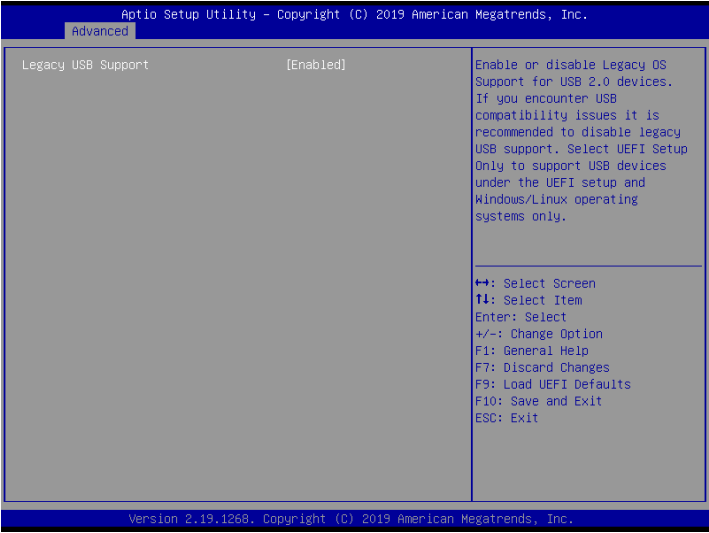 Aptio Setup Utility – Copyright (C) 2019 American Megatrends, Inc.
Advanced
Legacy USB Support [Enabled]
Enable or disable Legacy OS
Support for USB 2.0 devices.
If you encounter USB
compatibility issues it is
recommended to disable legacy
USB support. Select UEFI Setup
Only to support USB devices
under the UEFI setup and
Windows/Linux operating
systems only.
↔: Select Screen
↑↓: Select Item
Enter: Select
+/-: Change Option
F1: General Help
F7: Discard Changes
F9: Load UEFI Defaults
F10: Save and Exit
ESC: Exit
Version 2.19.1268. Copyright (C) 2019 American Megatrends, Inc.